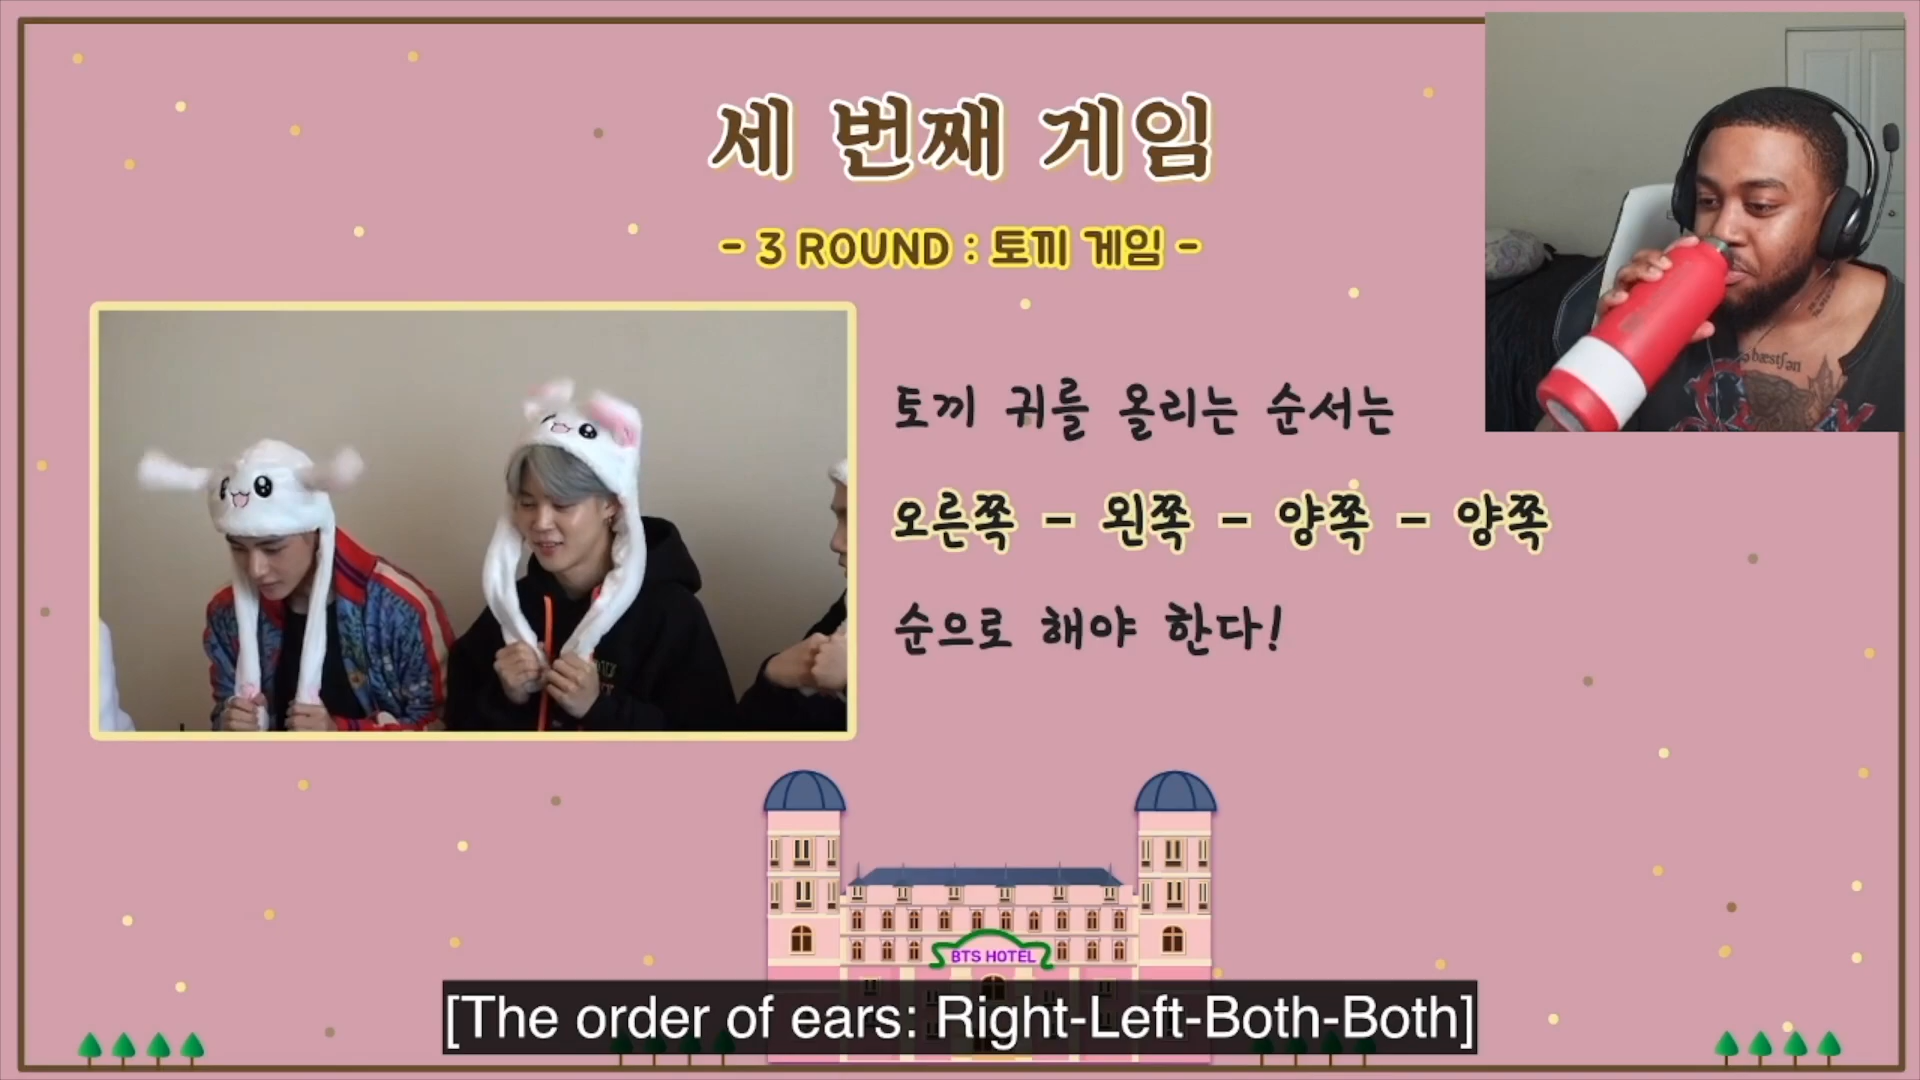 세 번째 게임
- 3 ROUND : 토끼 게임 -
토끼 귀를 올리는 순서는
오른쪽 - 왼쪽 - 양쪽 - 양쪽
순으로 해야 한다!
bæstʃən
BTS HOTEL
[The order of ears: Right-Left-Both-Both]